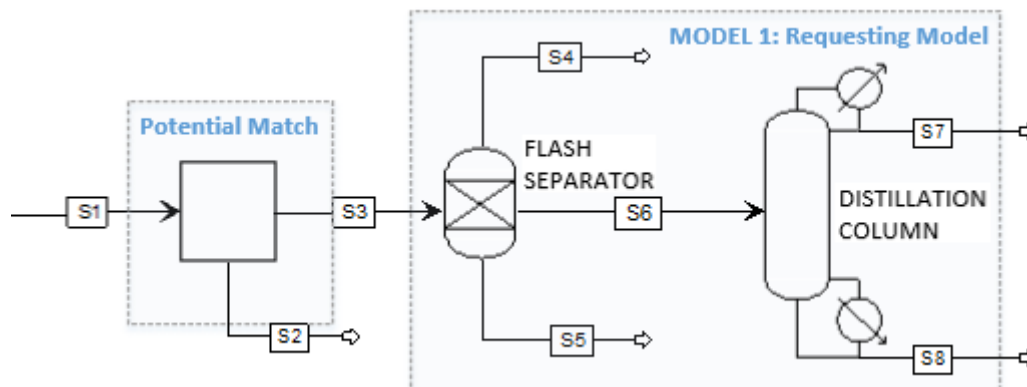 MODEL 1: Requesting Model
S4
Potential Match
FLASH
SEPARATOR
S7
S1
S3
S6
DISTILLATION
COLUMN
S2
S5
S8